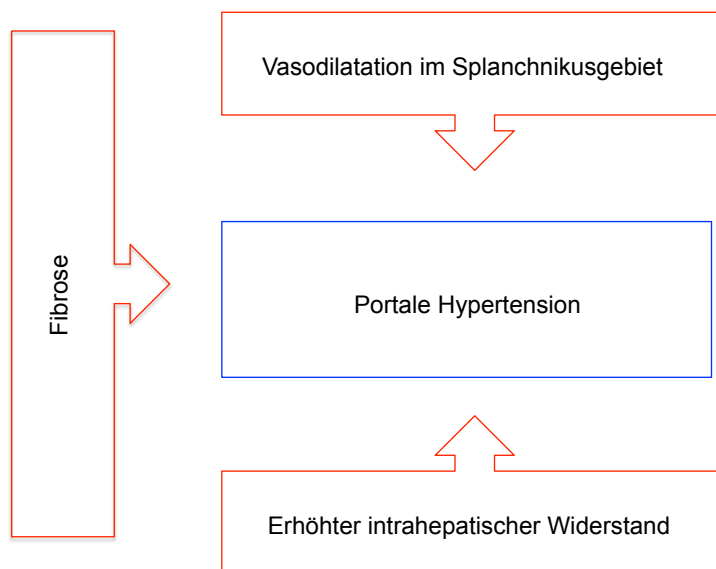 Vasodilatation im Splanchnikusgebiet
Fibrose
Portale Hypertension
Erhöhter intrahepatischer Widerstand